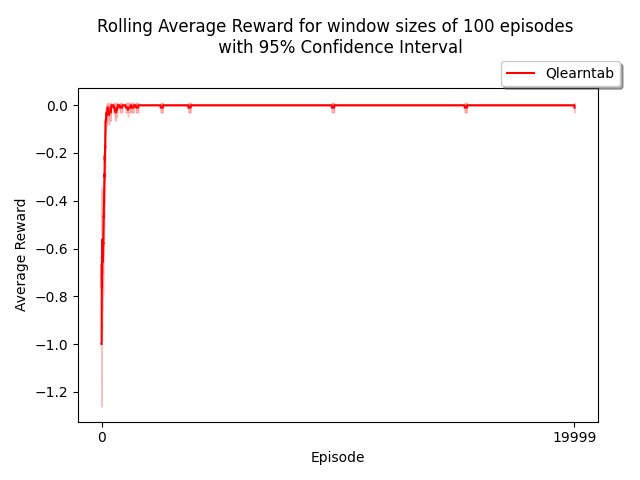 Rolling Average Reward for window sizes of 100 episodes
with 95% Confidence Interval
Qlearntab
0.0
−0.2
−0.4
−0.6
−0.8
−1.0
−1.2
Average Reward
0
19999
Episode